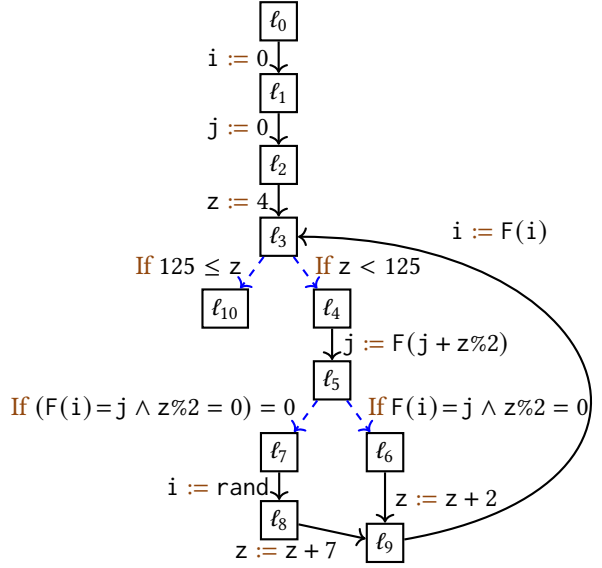 ℓ0
i := 0
ℓ1
j := 0
ℓ2
z := 4
ℓ3
i := F(i)
If 125 ≤ z
If z < 125
ℓ10
ℓ4
j := F(j + z%2)
ℓ5
If (F(i)=j ∧ z%2 = 0) = 0
If F(i)=j ∧ z%2 = 0
ℓ7
ℓ6
i := rand
z := z + 2
ℓ8
ℓ9
z := z + 7